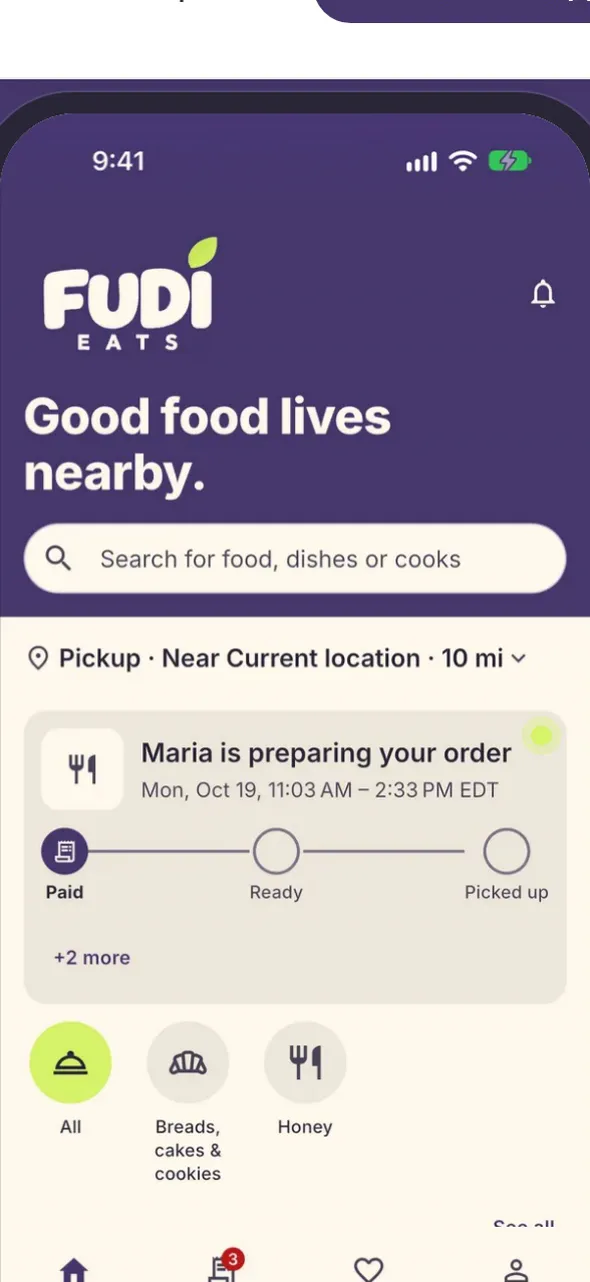 9:41
FUDI
EATS
Good food lives
nearby.
Search for food, dishes or cooks
Pickup · Near Current location · 10 mi
Maria is preparing your order
Mon, Oct 19, 11:03 AM – 2:33 PM EDT
Paid
Ready
Picked up
+2 more
All
Breads,
cakes &
cookies
Honey
See all
3